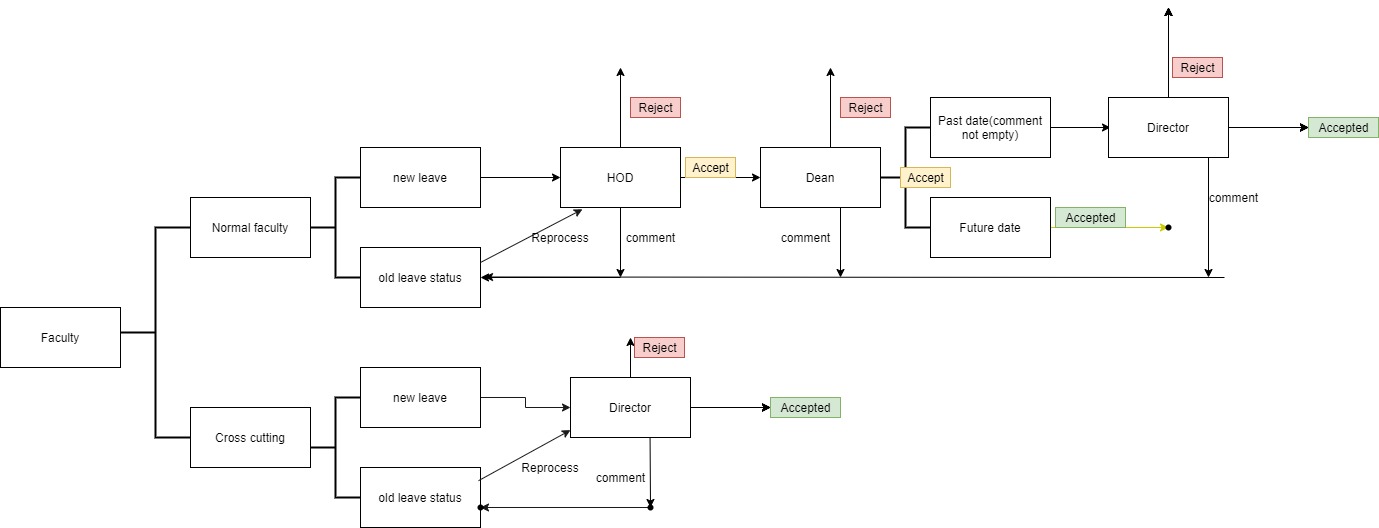 Reject
Reject
Reject
Past date(comment
not empty)
Director
Accepted
new leave
HOD
Accept
Dean
Accept
comment
Normal faculty
Reprocess
comment
comment
Future date
Accepted
old leave status
Faculty
Reject
new leave
Director
Accepted
Cross cutting
Reprocess
comment
old leave status